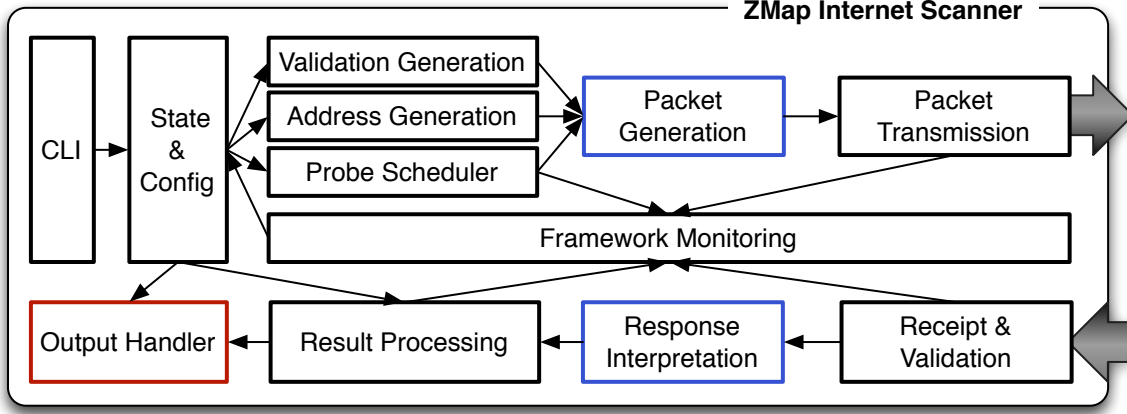 ZMap Internet Scanner
CLI
State
&
Config
Validation Generation
Address Generation
Probe Scheduler
Packet
Generation
Packet
Transmission
Framework Monitoring
Output Handler
Result Processing
Response
Interpretation
Receipt &
Validation